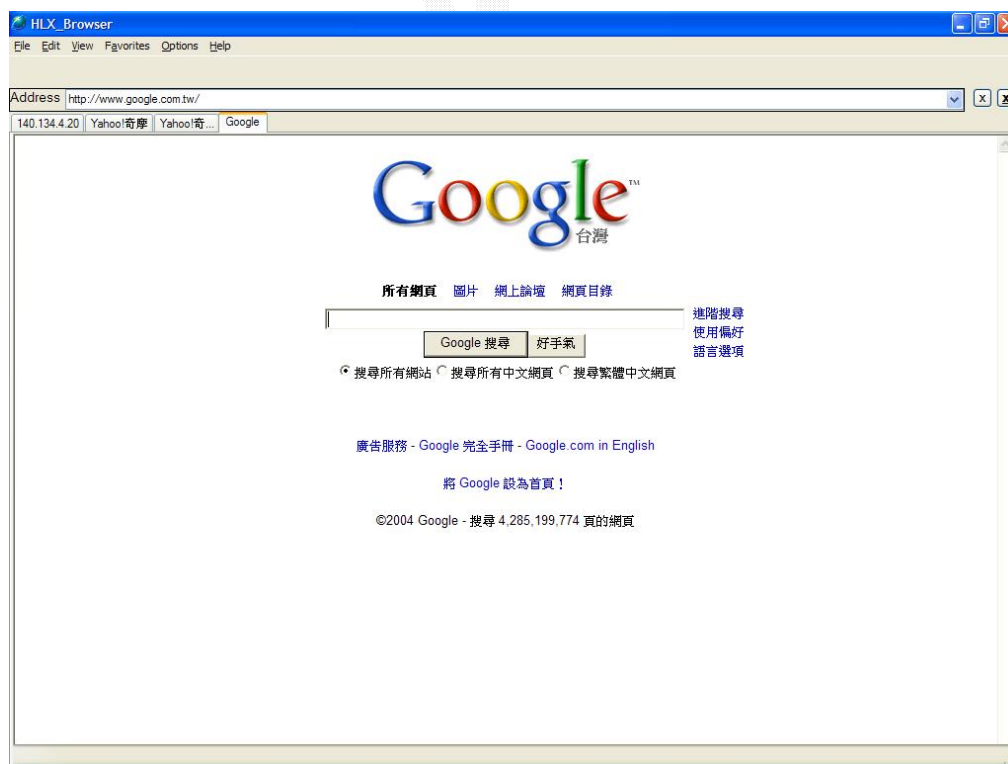 HLX_Browser
File Edit View Favorites Options Help
Address http://www.google.com.tw/ x x
140.134.4.20 Yahoo!奇摩 Yahoo!奇... Google
Google™
台灣
所有網頁 圖片 網上論壇 網頁目錄
進階搜尋
使用偏好
語言選項
Google 搜尋 好手氣
搜尋所有網站 搜尋所有中文網頁 搜尋繁體中文網頁
廣告服務 - Google 完全手冊 - Google.com in English
將 Google 設為首頁！
©2004 Google - 搜尋 4,285,199,774 頁的網頁